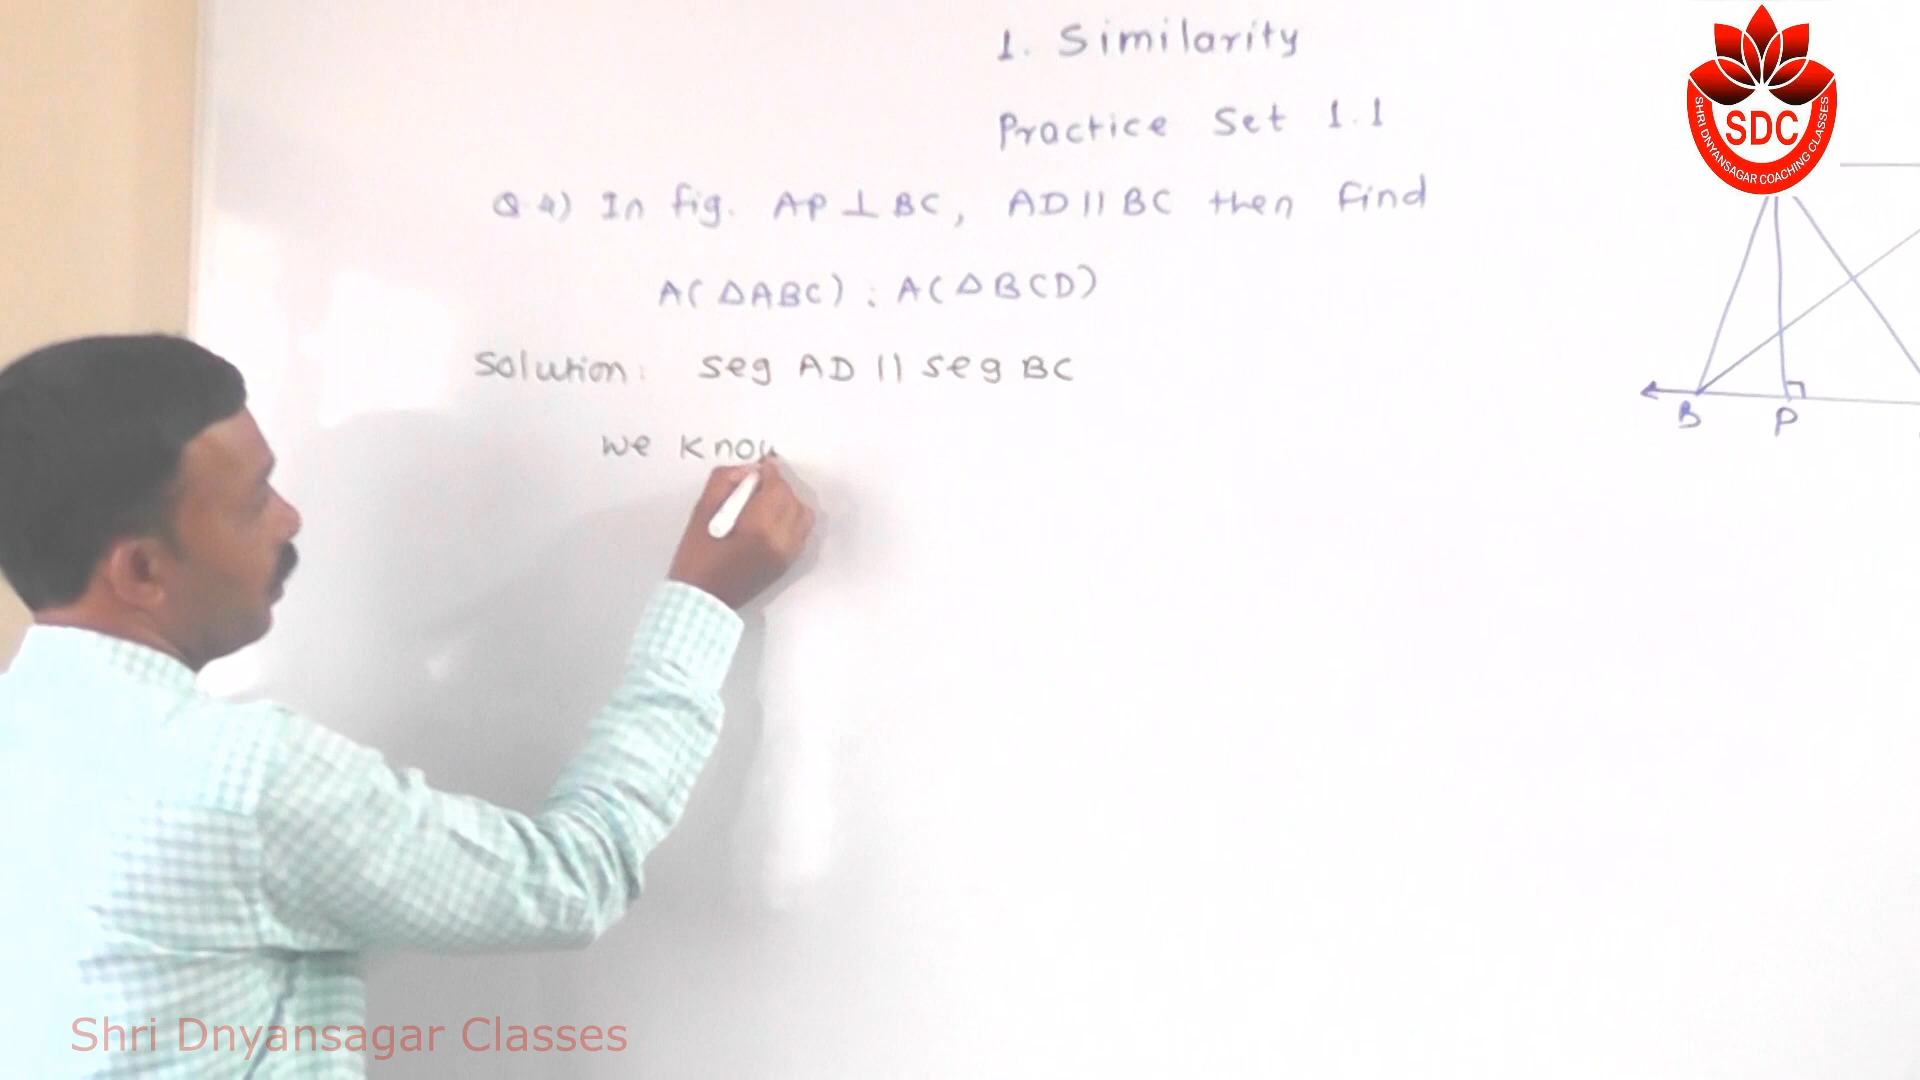 1. Similarity
Practice Set 1.1
Q.4) In fig. AP ⊥ BC, AD || BC then find
A(△ABC) : A(△BCD)
Solution: seg AD || seg BC
We know
B P
SDC
SHRI DNYANSAGAR COACHING CLASSES
Shri Dnyansagar Classes